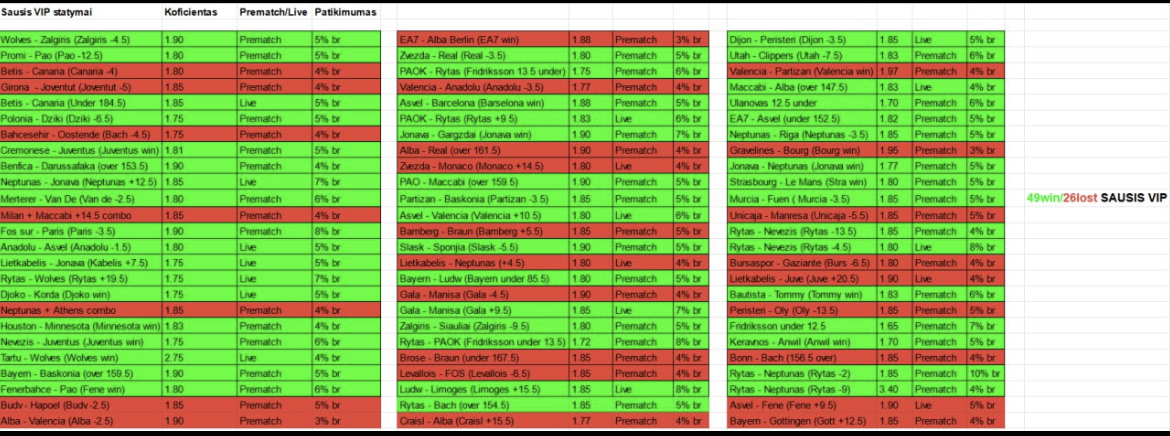 Sausis VIP statymai Koficientas Prematch/Live Patikimumas
Wolves - Zalgiris (Zalgiris -4.5) 1.90 Prematch 5% br
Promi - Pao (Pao -12.5) 1.80 Prematch 5% br
Betis - Canaria (Canaria -4) 1.80 Prematch 4% br
Girona - Joventut (Joventut -5) 1.85 Prematch 4% br
Betis - Canaria (Under 184.5) 1.85 Live 5% br
Polonia - Dziki (Dziki -6.5) 1.75 Prematch 5% br
Bahcesehir - Oostende (Bach -4.5) 1.75 Prematch 4% br
Cremonese - Juventus (Juventus win) 1.81 Prematch 5% br
Benfica - Darussafaka (over 153.5) 1.90 Prematch 4% br
Neptunas - Jonava (Neptunas +12.5) 1.85 Live 7% br
Merterer - Van De (Van de -2.5) 1.80 Prematch 6% br
Milan + Maccabi +14.5 combo 1.85 Prematch 4% br
Fos sur - Paris (Paris -3.5) 1.90 Prematch 8% br
Anadolu - Asvel (Anadolu -1.5) 1.80 Live 5% br
Lietkabelis - Jonava (Kabelis +7.5) 1.75 Live 5% br
Rytas - Wolves (Rytas +19.5) 1.75 Live 7% br
Djoko - Korda (Djoko win) 1.75 Live 5% br
Neptunas + Athens combo 1.85 Prematch 4% br
Houston - Minnesota (Minnesota win) 1.83 Prematch 4% br
Nevezis - Juventus (Juventus win) 1.75 Prematch 6% br
Tartu - Wolves (Wolves win) 2.75 Live 4% br
Bayern - Baskonia (over 159.5) 1.90 Prematch 5% br
Fenerbahce - Pao (Fene win) 1.80 Prematch 6% br
Budv - Hapoel (Budv -2.5) 1.85 Prematch 5% br
Alba - Valencia (Alba -2.5) 1.90 Prematch 3% br
EA7 - Alba Berlin (EA7 win) 1.88 Prematch 3% br
Zvezda - Real (Real -3.5) 1.80 Prematch 5% br
PAOK - Rytas (Fridriksson 13.5 under) 1.75 Prematch 6% br
Valencia - Anadolu (Anadolu -3.5) 1.77 Prematch 4% br
Asvel - Barcelona (Barselona win) 1.88 Prematch 5% br
PAOK - Rytas (Rytas +9.5) 1.83 Live 6% br
Jonava - Gargzdai (Jonava win) 1.90 Prematch 7% br
Alba - Real (over 161.5) 1.90 Prematch 4% br
Zvezda - Monaco (Monaco +14.5) 1.80 Live 4% br
PAO - Maccabi (over 159.5) 1.90 Prematch 5% br
Partizan - Baskonia (Partizan -3.5) 1.85 Prematch 5% br
Asvel - Valencia (Valencia +10.5) 1.80 Live 6% br
Bamberg - Braun (Bamberg +5.5) 1.85 Prematch 5% br
Slask - Sponjia (Slask -5.5) 1.90 Prematch 5% br
Lietkabelis - Neptunas (+4.5) 1.80 Live 4% br
Bayern - Ludw (Bayern under 85.5) 1.80 Prematch 5% br
Gala - Manisa (Gala -4.5) 1.90 Prematch 4% br
Gala - Manisa (Gala +9.5) 1.85 Live 7% br
Zalgiris - Siauliai (Zalgiris -9.5) 1.80 Prematch 5% br
Rytas - PAOK (Fridriksson under 13.5) 1.72 Prematch 8% br
Brose - Braun (under 167.5) 1.85 Prematch 4% br
Levallois - FOS (Levallois -6.5) 1.85 Prematch 4% br
Ludw - Limoges (Limoges +15.5) 1.85 Live 8% br
Rytas - Bach (over 154.5) 1.85 Prematch 5% br
Craisl - Alba (Craisl +15.5) 1.77 Prematch 4% br
Dijon - Peristeri (Dijon -3.5) 1.85 Live 5% br
Utah - Clippers (Utah -7.5) 1.83 Prematch 6% br
Valencia - Partizan (Valencia win) 1.97 Prematch 4% br
Maccabi - Alba (over 147.5) 1.83 Live 4% br
Ulanovas 12.5 under 1.70 Prematch 6% br
EA7 - Asvel (under 152.5) 1.82 Prematch 5% br
Neptunas - Riga (Neptunas -3.5) 1.85 Prematch 5% br
Gravelines - Bourg (Bourg win) 1.95 Prematch 3% br
Jonava - Neptunas (Jonava win) 1.77 Prematch 5% br
Strasbourg - Le Mans (Stra win) 1.80 Prematch 5% br
Murcia - Fuen ( Murcia -3.5) 1.85 Prematch 5% br
Unicaja - Manresa (Unicaja -5.5) 1.85 Prematch 5% br
Rytas - Nevezis (Rytas -13.5) 1.85 Prematch 4% br
Rytas - Nevezis (Rytas -4.5) 1.80 Live 8% br
Bursaspor - Gaziante (Burs -6.5) 1.80 Prematch 4% br
Lietkabelis - Juve (Juve +20.5) 1.90 Live 4% br
Bautista - Tommy (Tommy win) 1.83 Prematch 6% br
Peristeri - Oly (Oly -13.5) 1.85 Prematch 5% br
Fridriksson under 12.5 1.65 Prematch 7% br
Keravnos - Anwil (Anwil win) 1.70 Prematch 5% br
Bonn - Bach (156.5 over) 1.85 Prematch 4% br
Rytas - Neptunas (Rytas -2) 1.85 Prematch 10% br
Rytas - Neptunas (Rytas -9) 3.40 Prematch 4% br
Asvel - Fene (Fene +9.5) 1.90 Live 5% br
Bayern - Gottingen (Gott +12.5) 1.85 Prematch 4% br
49win/26lost SAUSIS VIP